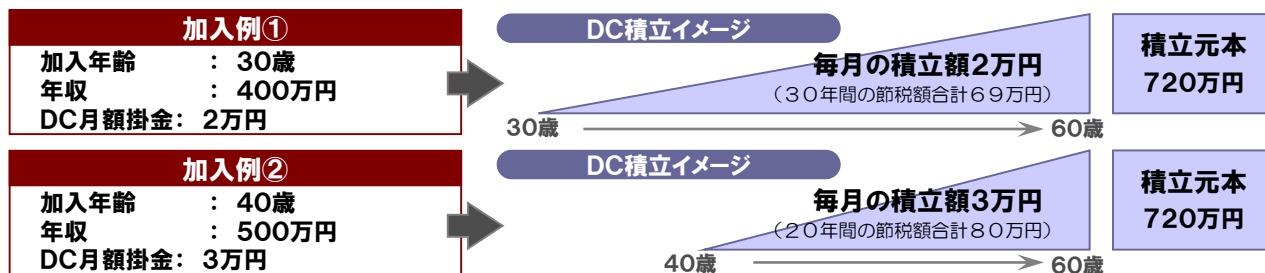 加入例①
加入年齢　　： 30歳
年収　　　　： 400万円
DC月額掛金： 2万円
DC積立イメージ
毎月の積立額2万円
（３０年間の節税額合計６９万円）
30歳
60歳
積立元本
720万円
加入例②
加入年齢　　： 40歳
年収　　　　： 500万円
DC月額掛金： 3万円
DC積立イメージ
毎月の積立額3万円
（２０年間の節税額合計８０万円）
40歳
60歳
積立元本
720万円